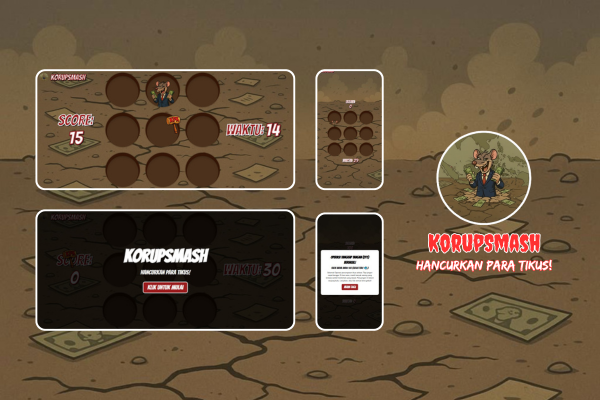 KORUPSMASH
SCORE:
15
WAKTU: 14
KORUPSMASH
SCORE:
0
WAKTU: 30
KORUPSMASH
HANCURKAN PARA TIKUS!
KLIK UNTUK MULAI
KORUPSMASH
HANCURKAN PARA TIKUS!